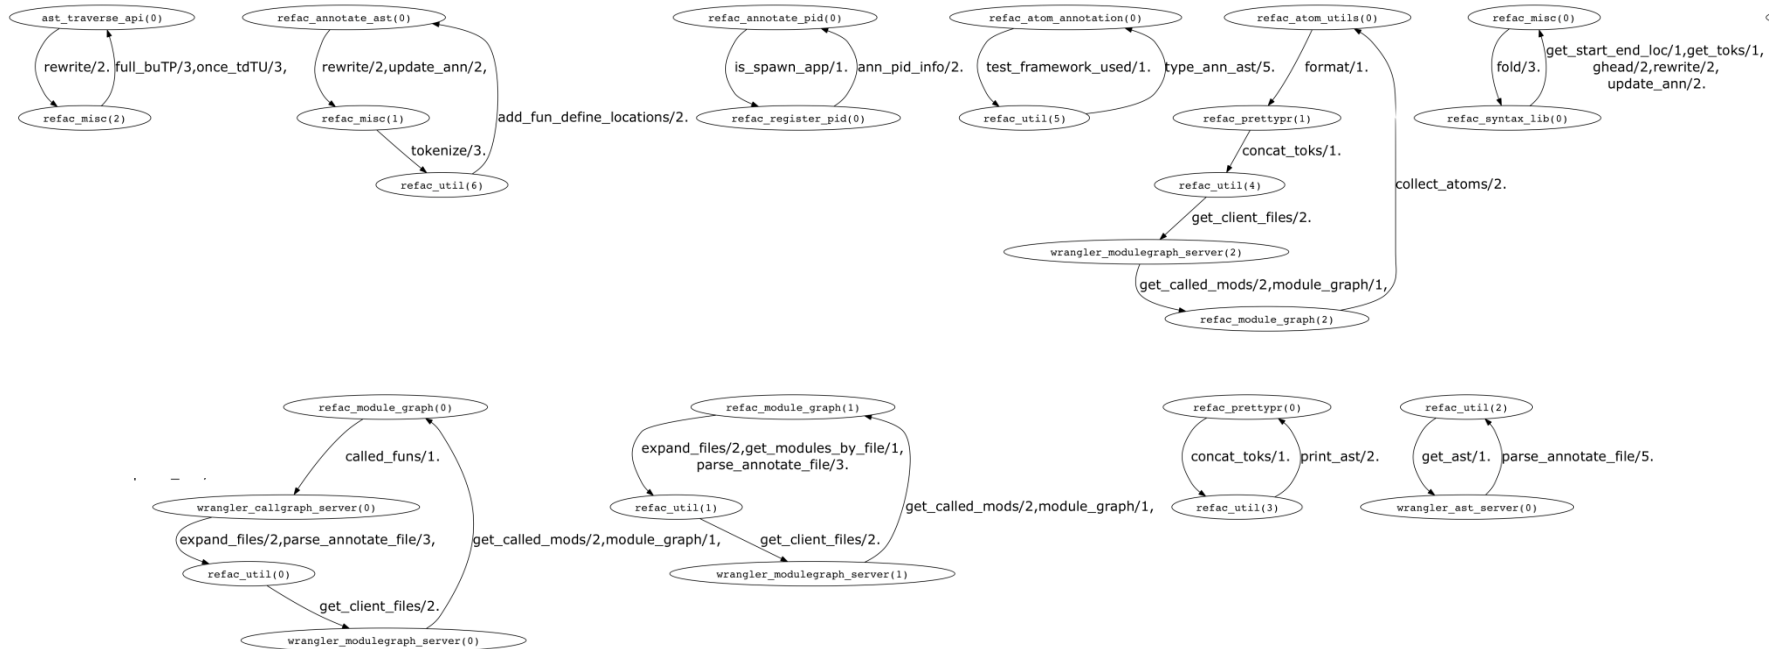 ast_traverse_api(0)
rewrite/2.
full_buTP/3,once_tdTU/3,
refac_misc(2)
refac_annotate_ast(0)
rewrite/2,update_ann/2,
refac_misc(1)
tokenize/3.
add_fun_define_locations/2.
refac_util(6)
refac_annotate_pid(0)
is_spawn_app/1.
ann_pid_info/2.
refac_register_pid(0)
refac_atom_annotation(0)
test_framework_used/1.
type_ann_ast/5.
refac_util(5)
refac_atom_utils(0)
format/1.
refac_prettypr(1)
concat_toks/1.
refac_util(4)
get_client_files/2.
wrangler_modulegraph_server(2)
get_called_mods/2,module_graph/1,
refac_module_graph(2)
collect_atoms/2.
refac_misc(0)
fold/3.
get_start_end_loc/1,get_toks/1,
ghead/2,rewrite/2,
update_ann/2.
refac_syntax_lib(0)
refac_module_graph(0)
called_funs/1.
wrangler_callgraph_server(0)
expand_files/2,parse_annotate_file/3,
refac_util(0)
get_client_files/2.
wrangler_modulegraph_server(0)
get_called_mods/2,module_graph/1,
refac_module_graph(1)
expand_files/2,get_modules_by_file/1,
parse_annotate_file/3.
refac_util(1)
get_client_files/2.
wrangler_modulegraph_server(1)
get_called_mods/2,module_graph/1,
refac_prettypr(0)
concat_toks/1.
print_ast/2.
refac_util(3)
refac_util(2)
get_ast/1.
parse_annotate_file/5.
wrangler_ast_server(0)